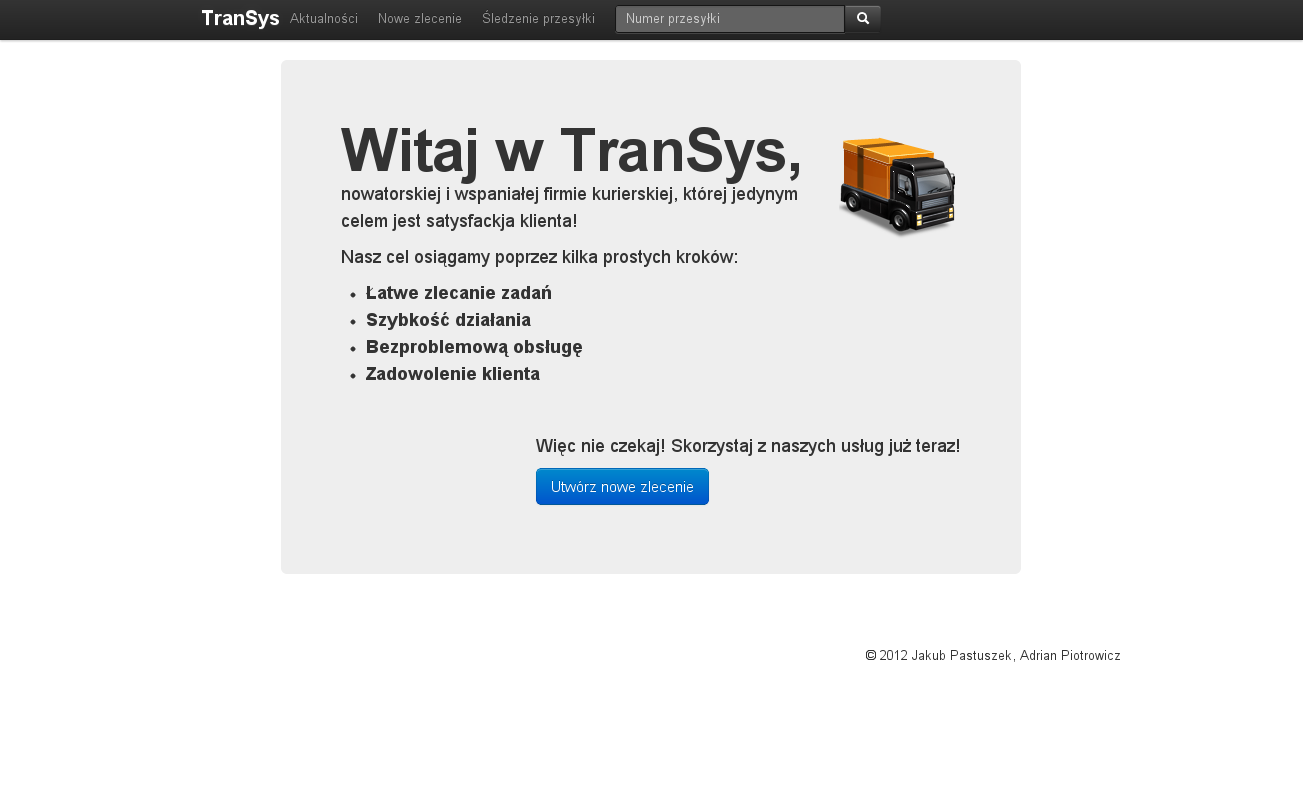 TranSys Aktualności Nowe zlecenie Śledzenie przesyłki Numer przesyłki
Witaj w TranSys,
nowatorskiej i wspaniałej firmie kurierskiej, której jedynym
celem jest satysfackja klienta!
Nasz cel osiągamy poprzez kilka prostych kroków:
• Łatwe zlecanie zadań
• Szybkość działania
• Bezproblemową obsługę
• Zadowolenie klienta
Więc nie czekaj! Skorzystaj z naszych usług już teraz!
Utwórz nowe zlecenie
© 2012 Jakub Pastuszek, Adrian Piotrowicz